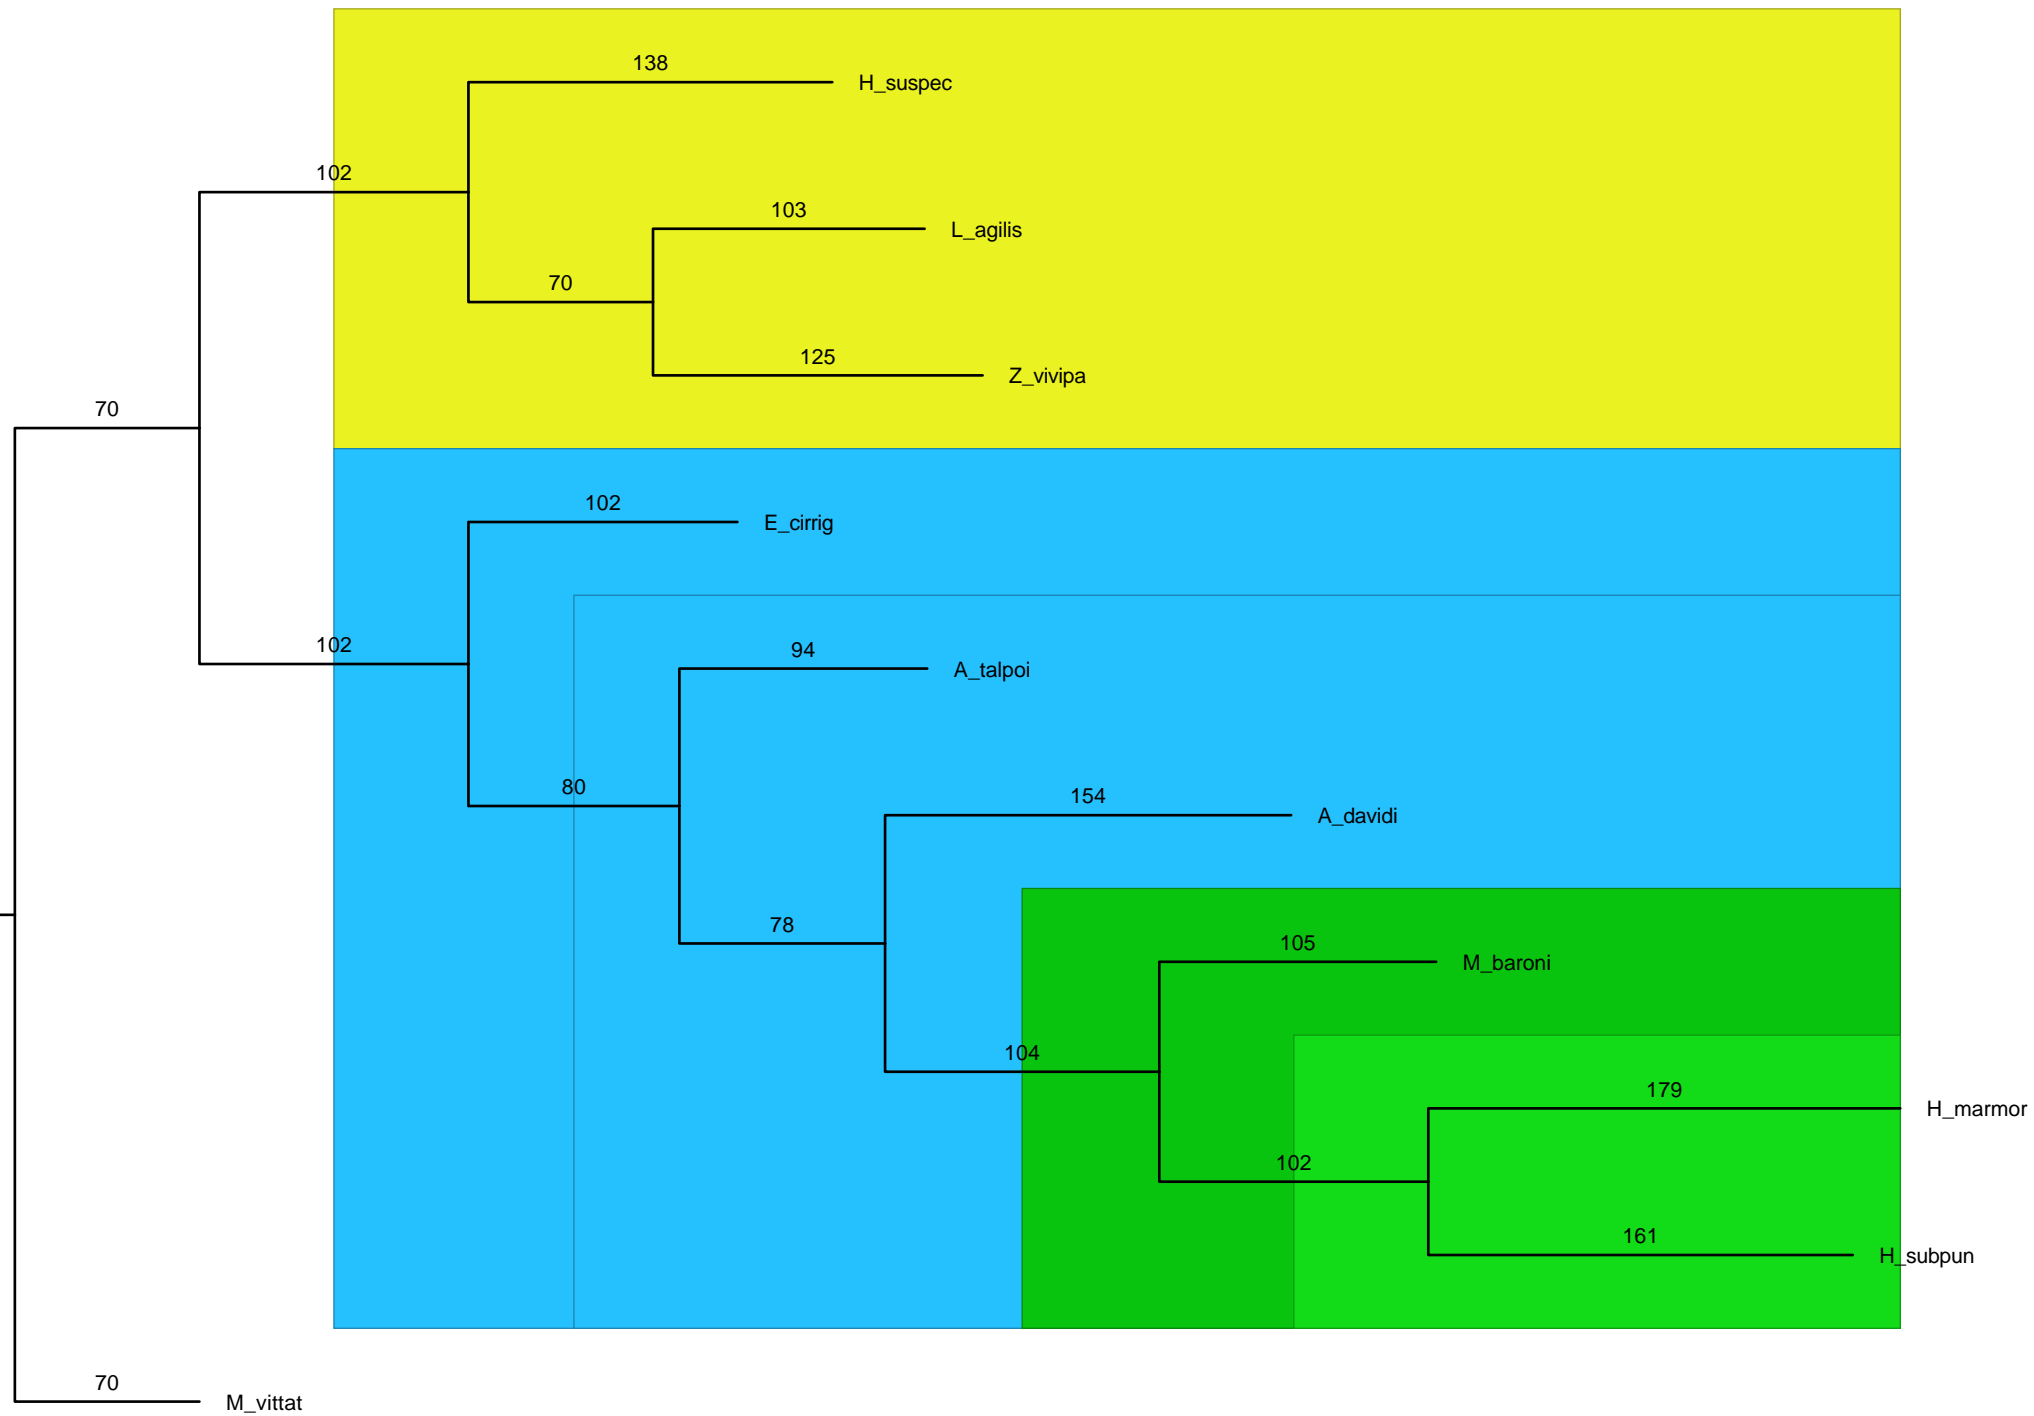 138
H_suspec
102
103
L_agilis
70
125
Z_vivipa
70
102
E_cirrig
102
94
A_talpoi
80
154
A_davidi
78
105
M_baroni
104
179
H_marmor
102
161
H_subpun
70
M_vittat